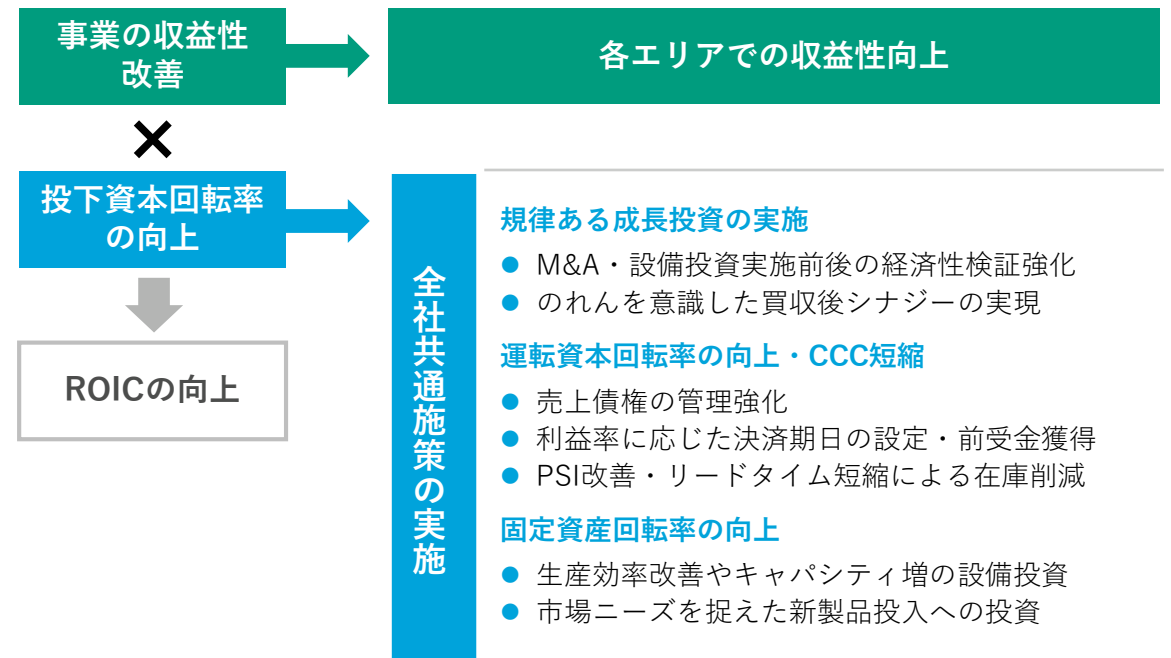 事業の収益性
改善
各エリアでの収益性向上
×
投下資本回転率
の向上
ROICの向上
全社共通施策の実施
規律ある成長投資の実施
● M&A・設備投資実施前後の経済性検証強化
● のれんを意識した買収後シナジーの実現
運転資本回転率の向上・CCC短縮
● 売上債権の管理強化
● 利益率に応じた決済期日の設定・前受金獲得
● PSI改善・リードタイム短縮による在庫削減
固定資産回転率の向上
● 生産効率改善やキャパシティ増の設備投資
● 市場ニーズを捉えた新製品投入への投資